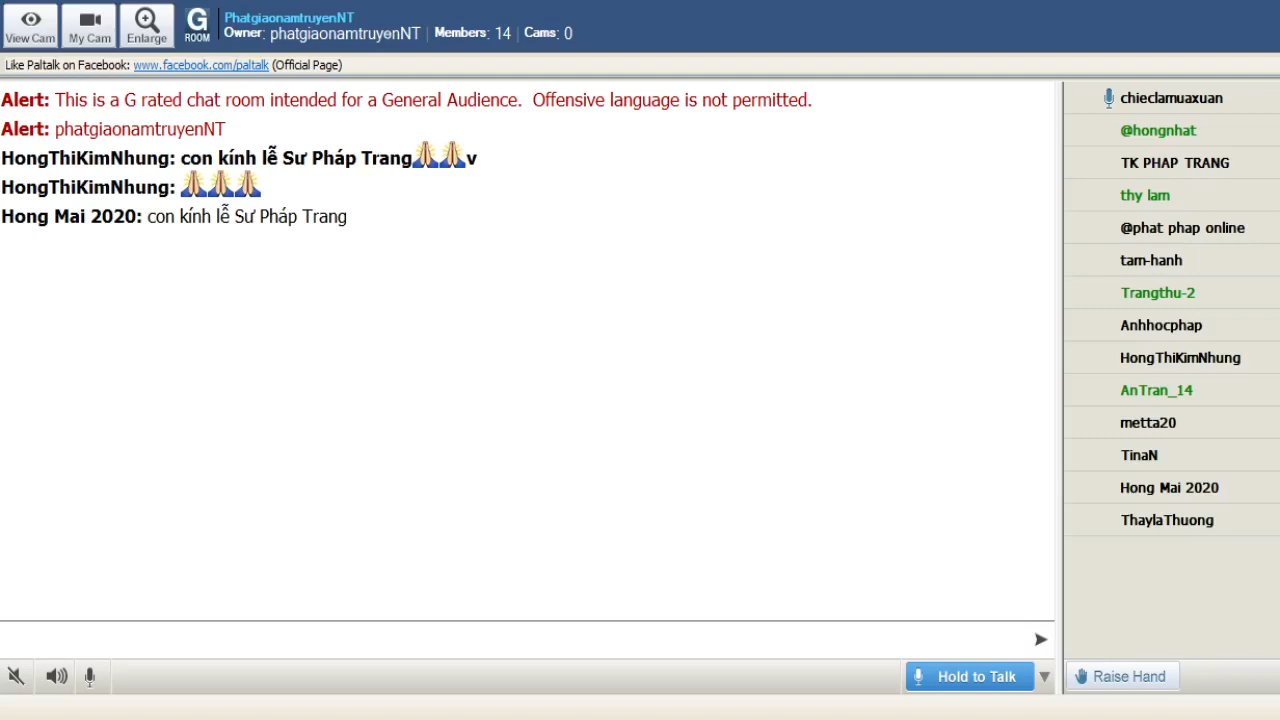 View Cam
My Cam
Enlarge
G
ROOM
PhatgiaonamtruyenNT
Owner: phatgiaonamtruyenNT | Members: 14 | Cams: 0
Like Paltalk on Facebook: www.facebook.com/paltalk (Official Page)
Alert: This is a G rated chat room intended for a General Audience. Offensive language is not permitted.
Alert: phatgiaonamtruyenNT
HongThiKimNhung: con kính lễ Sư Pháp Trang🙏🙏v
HongThiKimNhung: 🙏🙏🙏
Hong Mai 2020: con kính lễ Sư Pháp Trang
chieclamuaxuan
@hongnhat
TK PHAP TRANG
thy lam
@phat phap online
tam-hanh
Trangthu-2
Anhhocphap
HongThiKimNhung
AnTran_14
metta20
TinaN
Hong Mai 2020
ThaylaThuong
Hold to Talk
Raise Hand